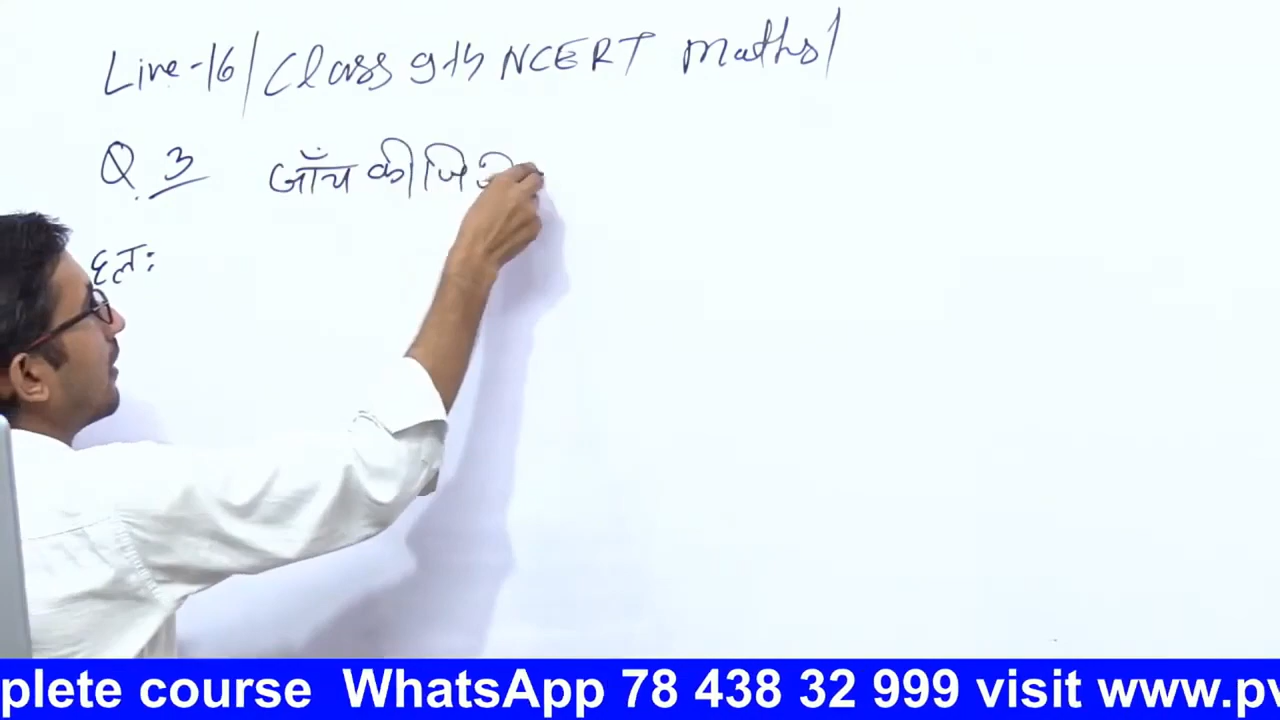 Live-16/Class 9th NCERT Maths/
Q.3 जाँच कीजिए
हल:
plete course WhatsApp 78 438 32 999 visit www.pv